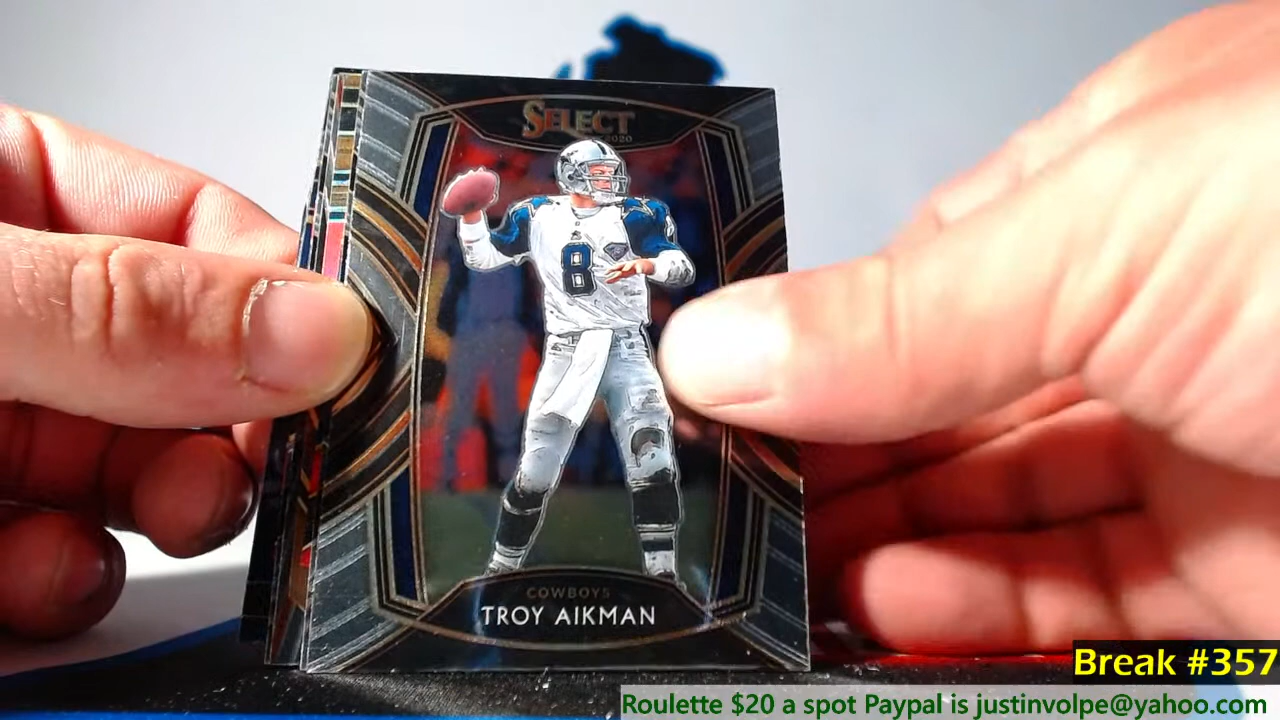 SELECT
2020
8
COWBOYS
TROY AIKMAN
Break #357
Roulette $20 a spot Paypal is justinvolpe@yahoo.com